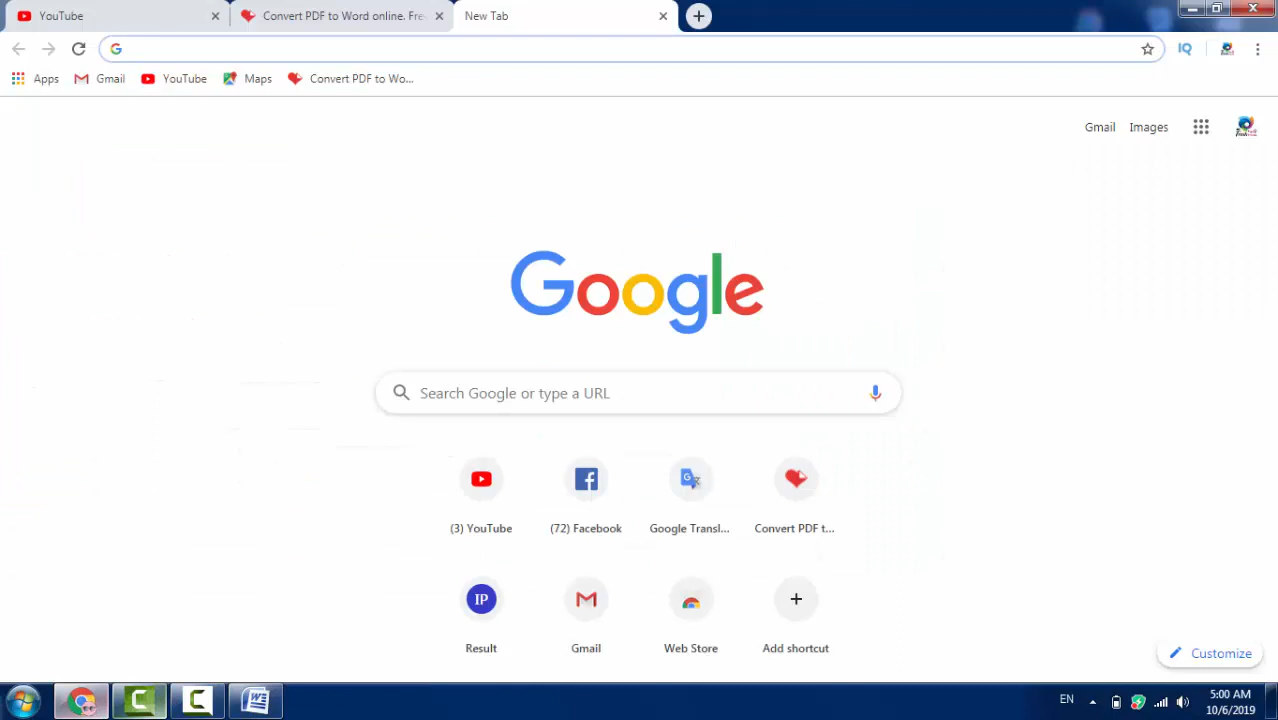 YouTube
Convert PDF to Word online. Fre
New Tab
Apps
Gmail
YouTube
Maps
Convert PDF to Wo...
Gmail
Images
Google
Search Google or type a URL
(3) YouTube
(72) Facebook
Google Transl...
Convert PDF t...
IP
Result
Gmail
Web Store
Add shortcut
Customize
EN
5:00 AM
10/6/2019